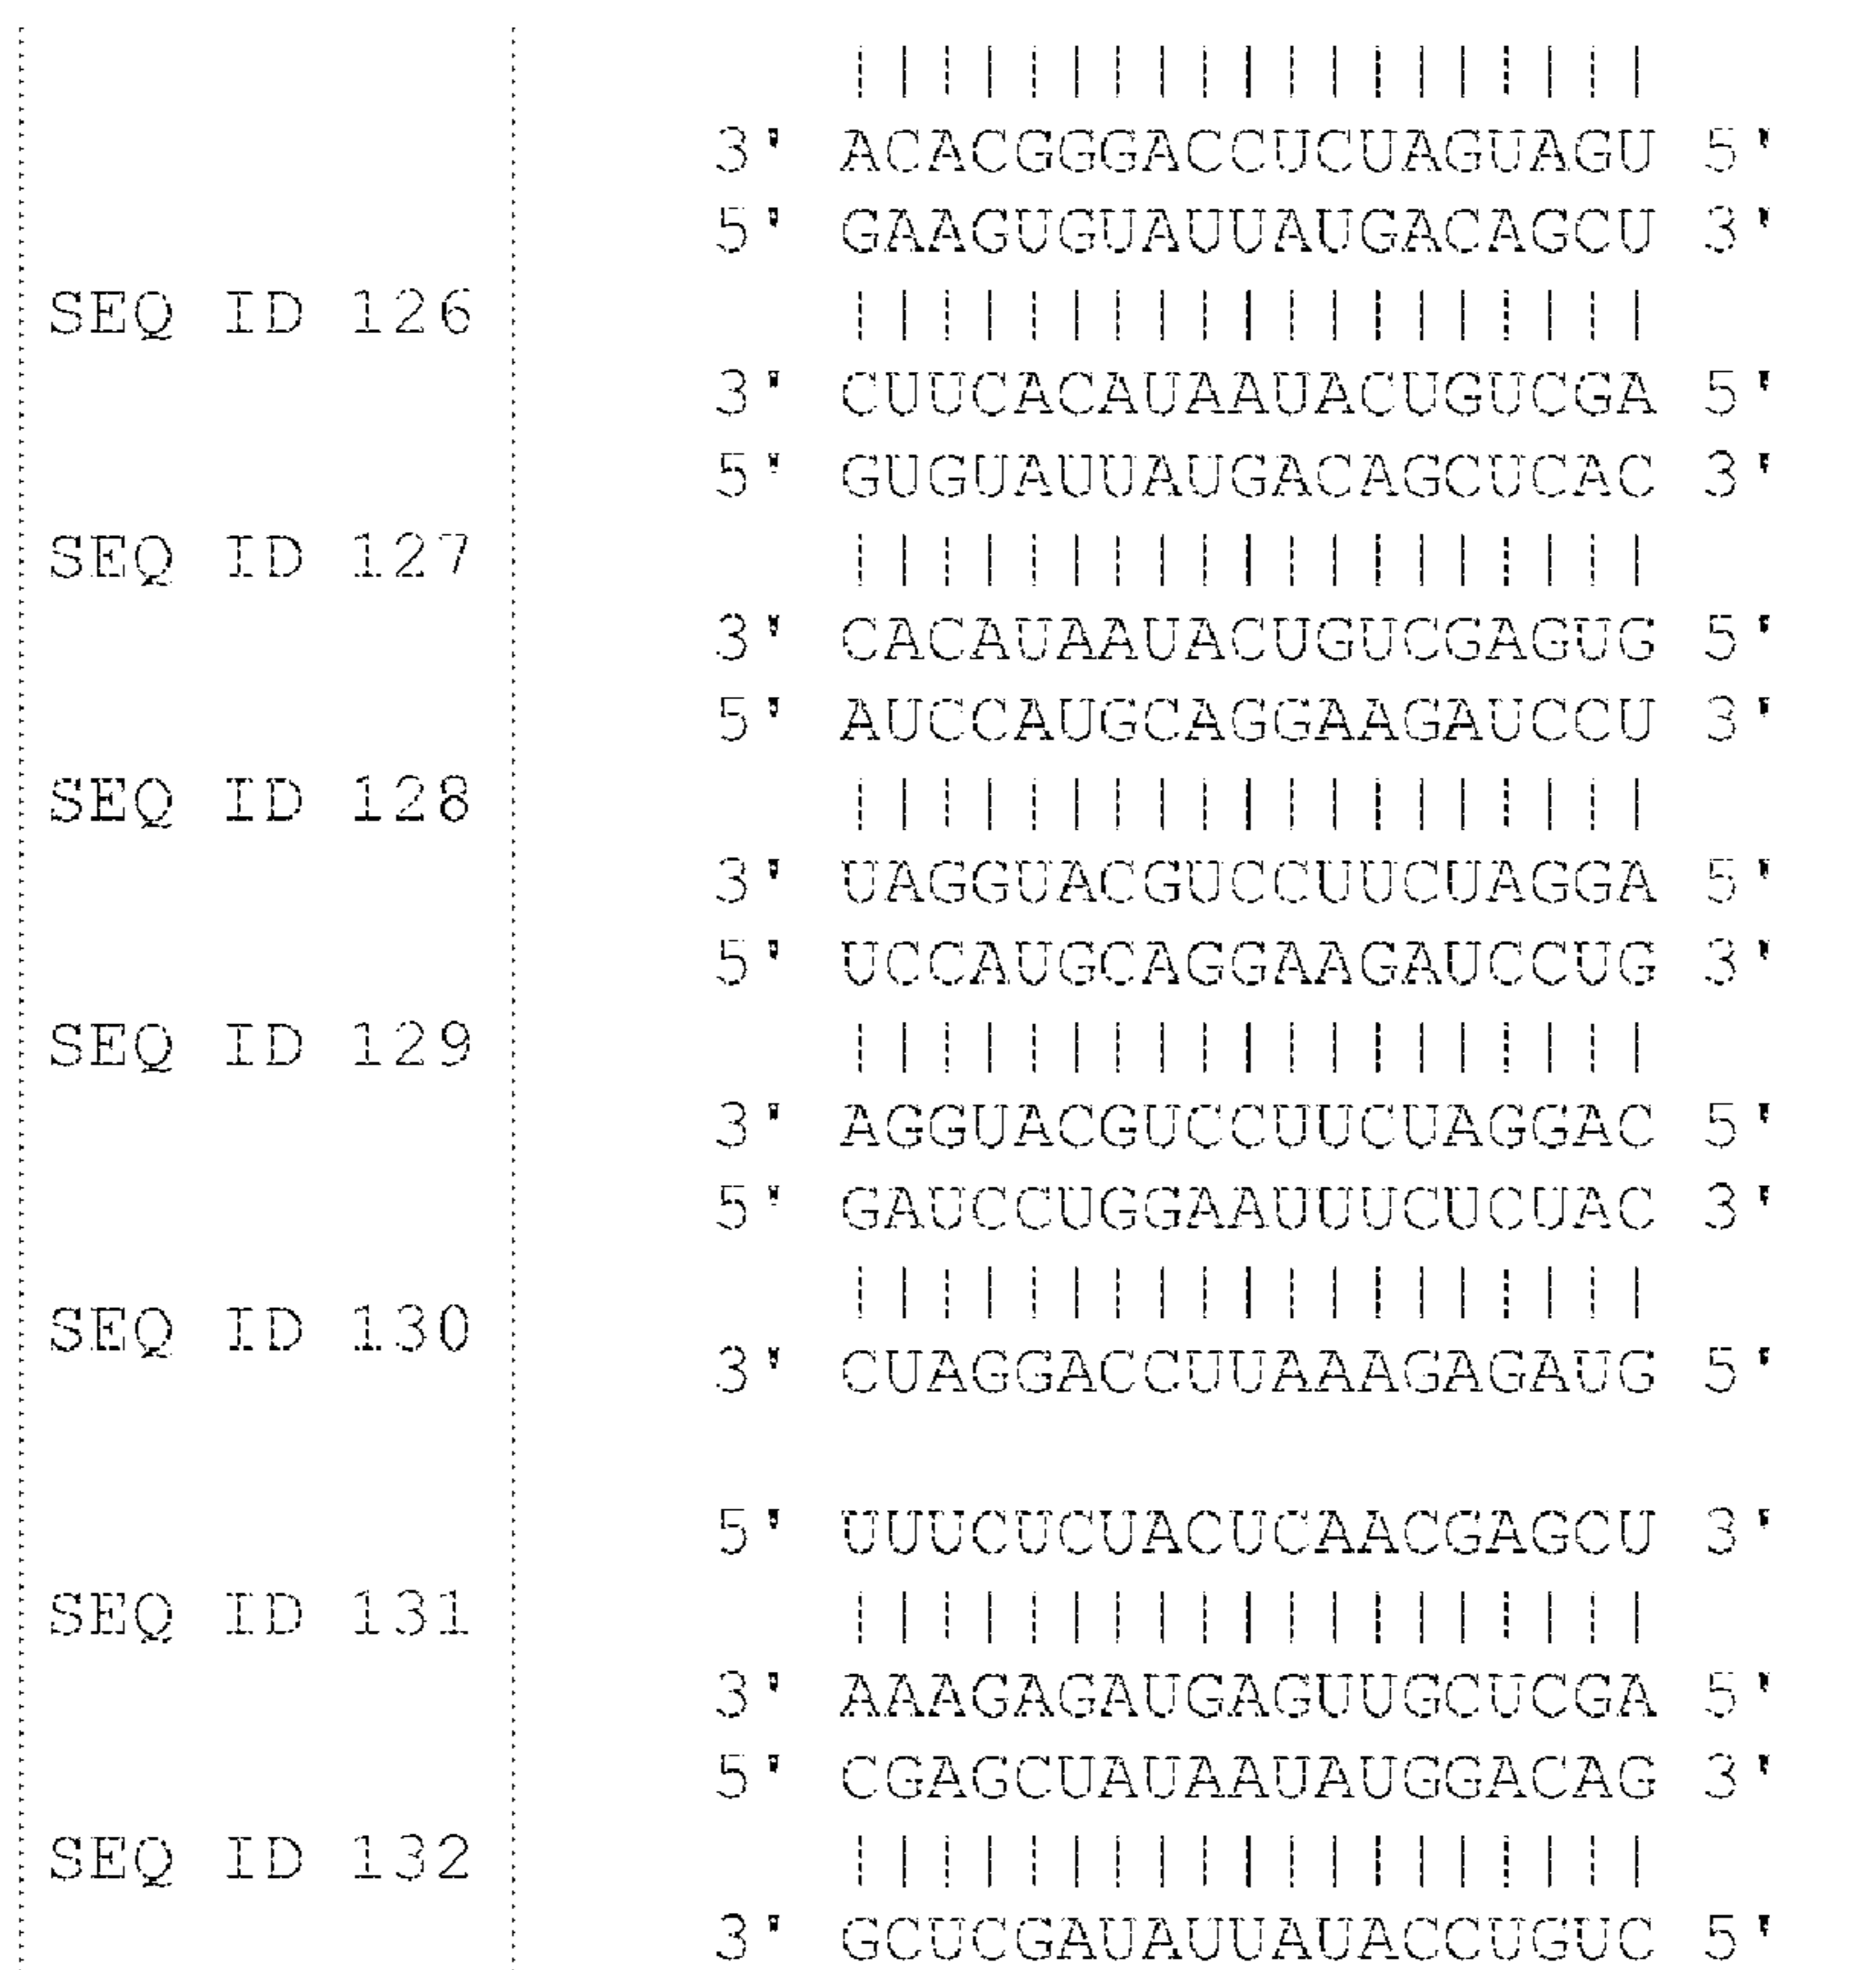 ||||||||||||||||||| 
3' ACACGGGACCUCUAGUAGU 5'
5' GAAGUGUAUUAUGACAGCU 3'
SEQ ID 126 |||||||||||||||||||
3' CUUCACAUAAUACUGUCGA 5'
5' GUGUAUUAUGACAGCUCAC 3'
SEQ ID 127 |||||||||||||||||||
3' CACAUAAUACUGUCGAGUG 5'
5' AUCCAUGCAGGAAGAUCCU 3'
SEQ ID 128 |||||||||||||||||||
3' UAGGUACGUCCUUCUAGGA 5'
5' UCCAUGCAGGAAGAUCCUG 3'
SEQ ID 129 |||||||||||||||||||
3' AGGUACGUCCUUCUAGGAC 5'
5' GAUCCUGGAAUUUCUCUAC 3'
SEQ ID 130 |||||||||||||||||||
3' CUAGGACCUUAAAGAGAUG 5'
5' UUUCUCUACUCAACGAGCU 3'
SEQ ID 131 |||||||||||||||||||
3' AAAGAGAUGAGUUGCUCGA 5'
5' CGAGCUAUAAUAUGGACAG 3'
SEQ ID 132 |||||||||||||||||||
3' GCUCGAUAUUAUACCUGUC 5'